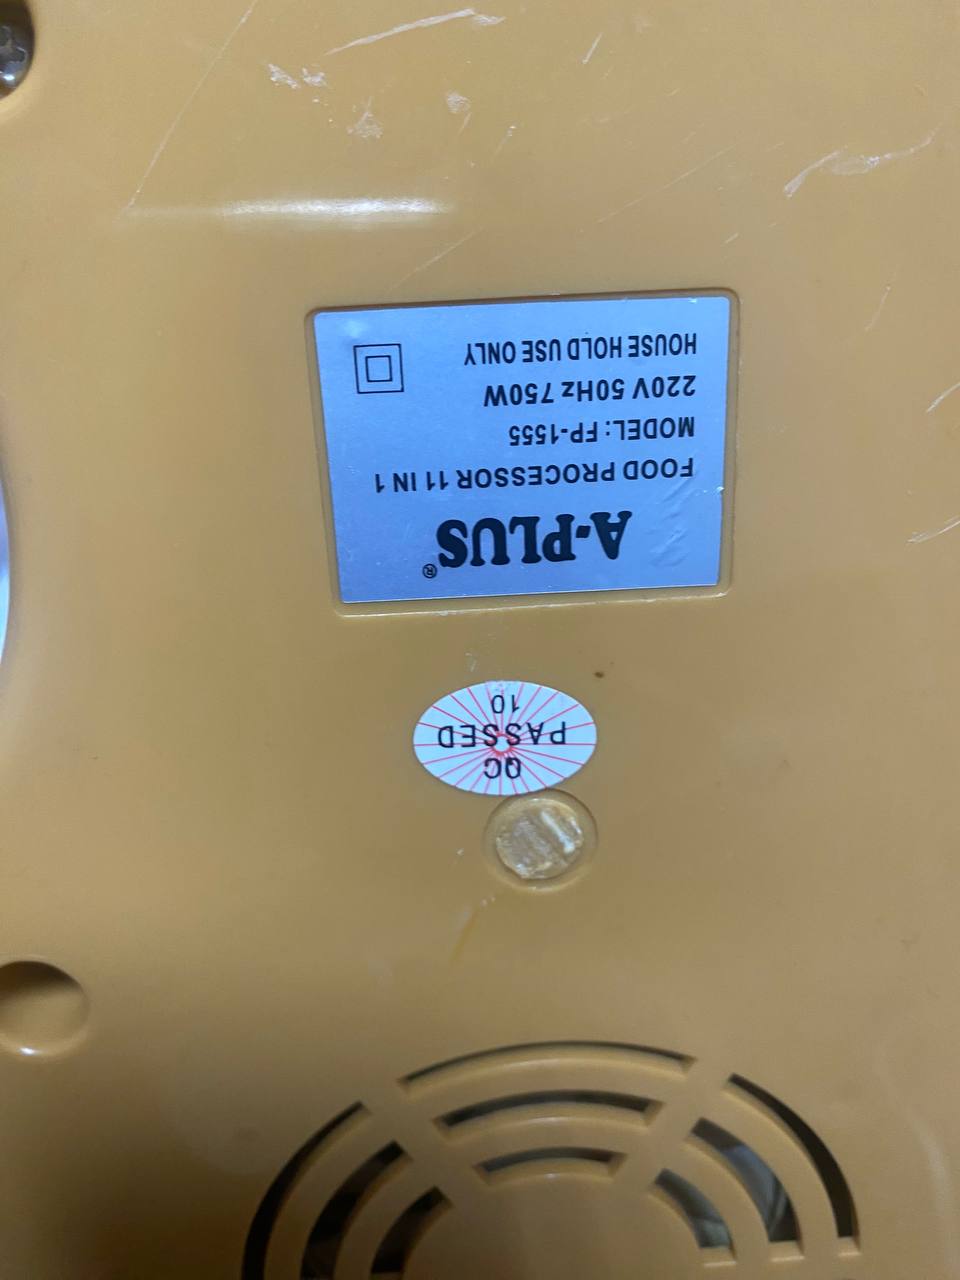 A-PLUS®
FOOD PROCESSOR 11 IN 1
MODEL: FP-1555
220V 50Hz 750W
HOUSE HOLD USE ONLY
QC
PASSED
10